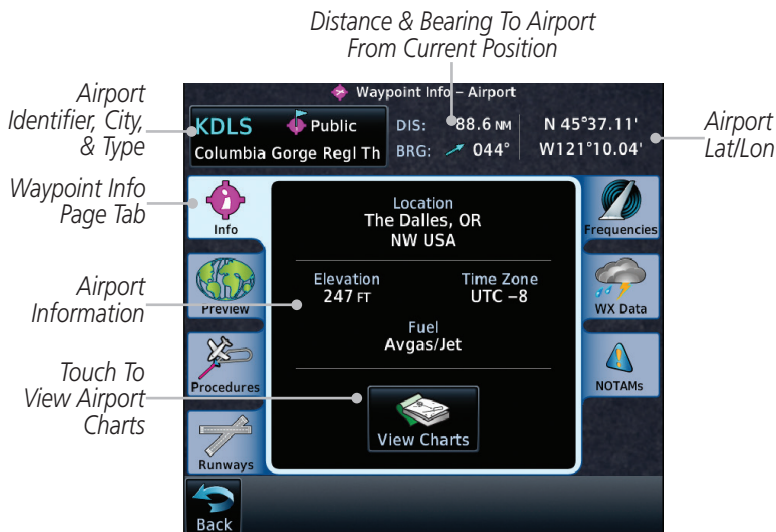 Distance & Bearing To Airport
From Current Position
Airport
Identifier, City,
& Type
Waypoint Info – Airport
KDLS Public
Columbia Gorge Regl Th
DIS: 88.6 NM
BRG: 044°
N 45°37.11'
W121°10.04'
Airport
Lat/Lon
Waypoint Info
Page Tab
Info
Location
The Dalles, OR
NW USA
Frequencies
Airport
Information
Preview
Elevation
247 FT
Time Zone
UTC –8
Fuel
Avgas/Jet
WX Data
Touch To
View Airport
Charts
Procedures
NOTAMs
View Charts
Runways
Back